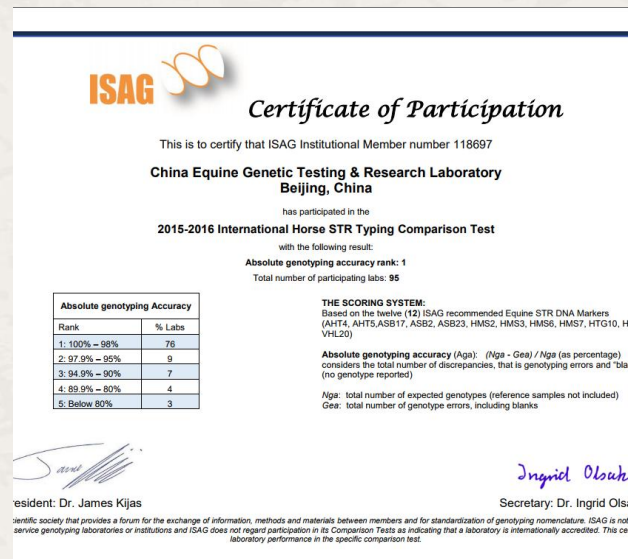 ISAG
Certificate of Participation
This is to certify that ISAG Institutional Member number 118697
China Equine Genetic Testing & Research Laboratory
Beijing, China
has participated in the
2015-2016 International Horse STR Typing Comparison Test
with the following result:
Absolute genotyping accuracy rank: 1
Total number of participating labs: 95
Absolute genotyping Accuracy
Rank % Labs
1: 100% – 98% 76
2: 97.9% – 95% 9
3: 94.9% – 90% 7
4: 89.9% – 80% 4
5: Below 80% 3
THE SCORING SYSTEM:
Based on the twelve (12) ISAG recommended Equine STR DNA Markers
(AHT4, AHT5,ASB17, ASB2, ASB23, HMS2, HMS3, HMS6, HMS7, HTG10, H
VHL20)
Absolute genotyping accuracy (Aga): (Nga - Gea) / Nga (as percentage)
considers the total number of discrepancies, that is genotyping errors and "bla
(no genotype reported)
Nga: total number of expected genotypes (reference samples not included)
Gea: total number of genotype errors, including blanks
Ingrid Olsak
resident: Dr. James Kijas
Secretary: Dr. Ingrid Olsa
cientific society that provides a forum for the exchange of information, methods and materials between members and for standardization of genotyping nomenclature. ISAG is not
service genotyping laboratories or institutions and ISAG does not regard participation in its Comparison Tests as indicating that a laboratory is internationally accredited. This ce
laboratory performance in the specific comparison test.